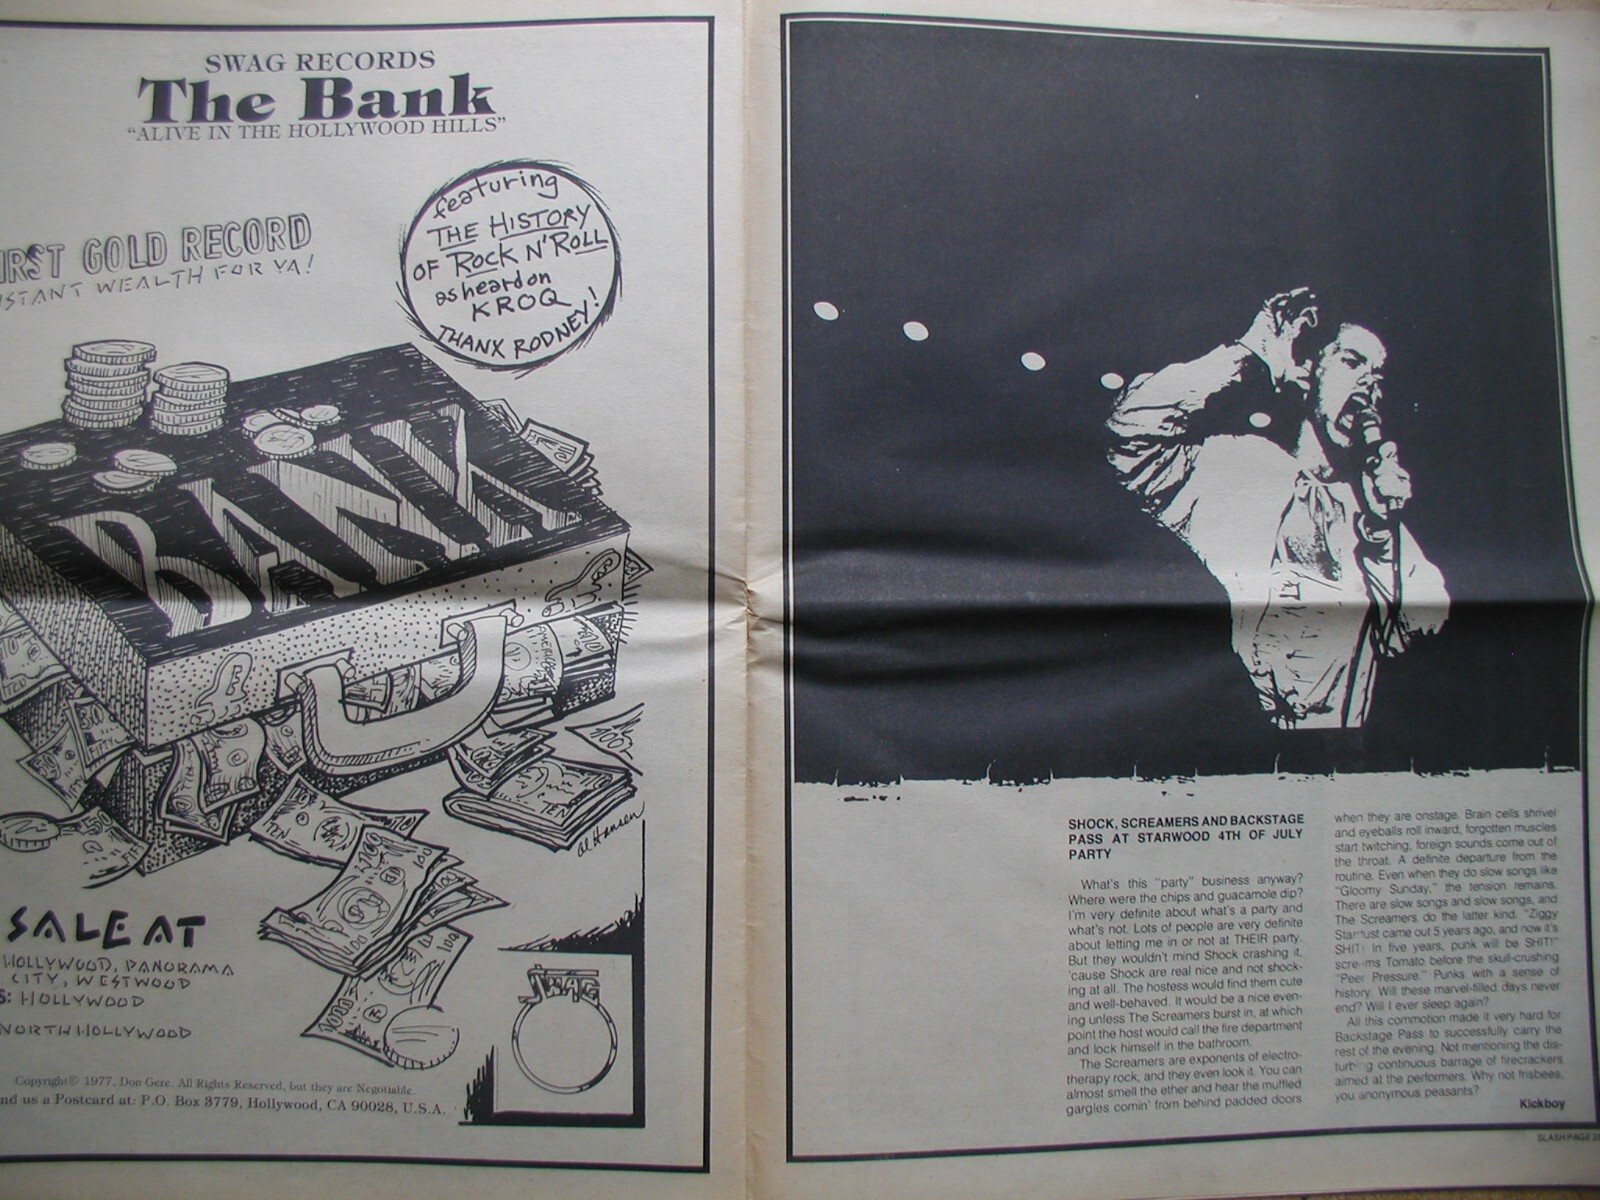 SWAG RECORDS
The Bank
"ALIVE IN THE HOLLYWOOD HILLS"
featuring
THE HISTORY
OF ROCK N'ROLL
as heard on
KROQ
THANX RODNEY!
IRST GOLD RECORD
STANT WEALTH FOR YA!
BANK
Al Hansen
SALE AT
HOLLYWOOD, PANORAMA
CITY, WESTWOOD
S: HOLLYWOOD
NORTH HOLLYWOOD
SWAG
Copyright© 1977, Don Gere. All Rights Reserved, but they are Negotiable.
nd us a Postcard at: P.O. Box 3779, Hollywood, CA 90028, U.S.A.
SHOCK, SCREAMERS AND BACKSTAGE
PASS AT STARWOOD 4TH OF JULY
PARTY
What's this "party" business anyway?
Where were the chips and guacamole dip?
I'm very definite about what's a party and
what's not. Lots of people are very definite
about letting me in or not at THEIR party.
But they wouldn't mind Shock crashing it,
'cause Shock are real nice and not shock-
ing at all. The hostess would find them cute
and well-behaved. It would be a nice even-
ing unless The Screamers burst in, at which
point the host would call the fire department
and lock himself in the bathroom.
The Screamers are exponents of electro-
therapy rock, and they even look it. You can
almost smell the ether and hear the muffled
gargles comin' from behind padded doors
when they are onstage. Brain cells shrivel
and eyeballs roll inward, forgotten muscles
start twitching, foreign sounds come out of
the throat. A definite departure from the
routine. Even when they do slow songs like
"Gloomy Sunday," the tension remains.
There are slow songs and slow songs, and
The Screamers do the latter kind. "Ziggy
Stardust came out 5 years ago, and now it's
SHIT! In five years, punk will be SHIT!"
screams Tomato before the skull-crushing
"Peer Pressure." Punks with a sense of
history. Will these marvel-filled days never
end? Will I ever sleep again?
All this commotion made it very hard for
Backstage Pass to successfully carry the
rest of the evening. Not mentioning the dis-
turbing continuous barrage of firecrackers
aimed at the performers. Why not frisbees,
you anonymous peasants?
Kickboy
SLASH PAGE